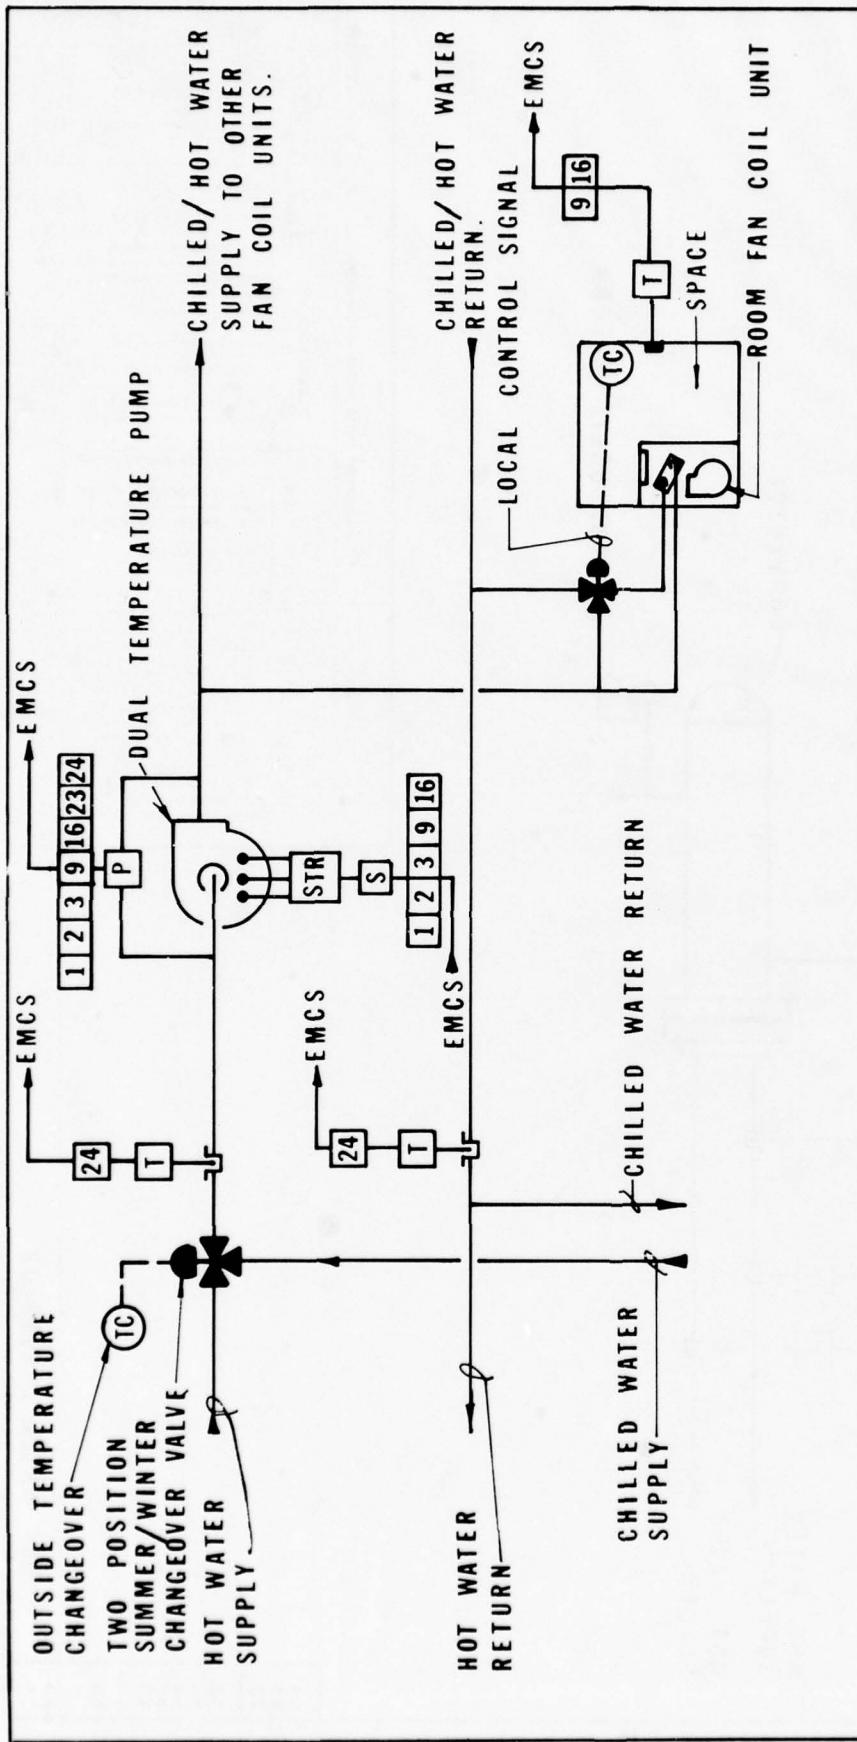 OUTSIDE TEMPERATURE
CHANGEOVER
TC
TWO POSITION
SUMMER/WINTER
CHANGEOVER VALVE
HOT WATER
SUPPLY
EMCS
24
T
EMCS
1 2 3 9 16 23 24
P
DUAL TEMPERATURE PUMP
CHILLED/HOT WATER
SUPPLY TO OTHER
FAN COIL UNITS.
STR
S
1 2 3 9 16
EMCS
EMCS
24
T
HOT WATER
RETURN
CHILLED/HOT WATER
RETURN.
LOCAL CONTROL SIGNAL
EMCS
9 16
T
TC
SPACE
ROOM FAN COIL UNIT
CHILLED WATER RETURN
CHILLED WATER
SUPPLY